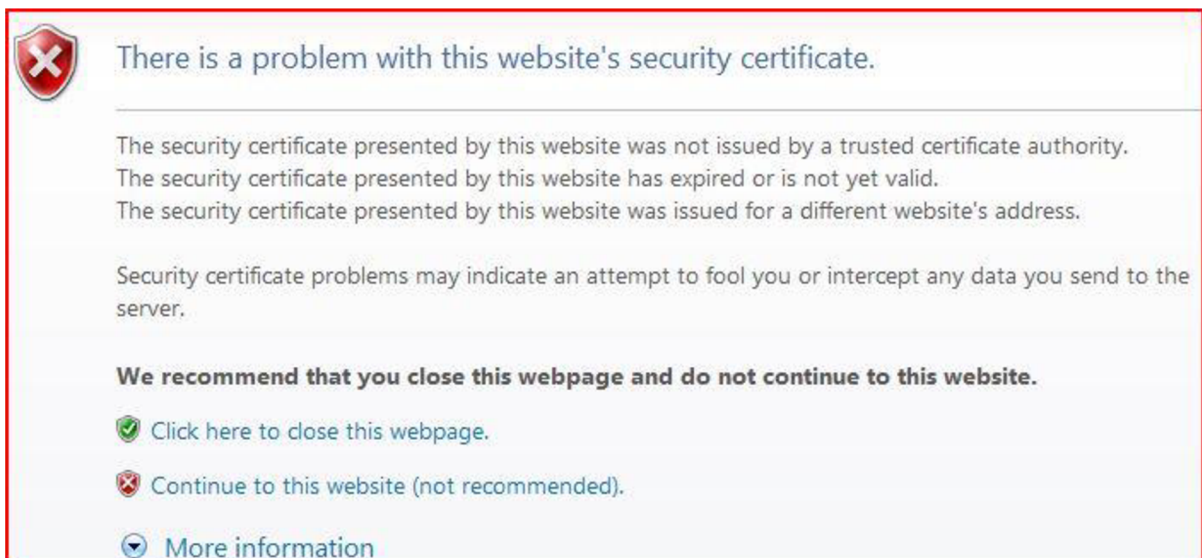 There is a problem with this website's security certificate.
The security certificate presented by this website was not issued by a trusted certificate authority.
The security certificate presented by this website has expired or is not yet valid.
The security certificate presented by this website was issued for a different website's address.
Security certificate problems may indicate an attempt to fool you or intercept any data you send to the
server.
We recommend that you close this webpage and do not continue to this website.
Click here to close this webpage.
Continue to this website (not recommended).
More information